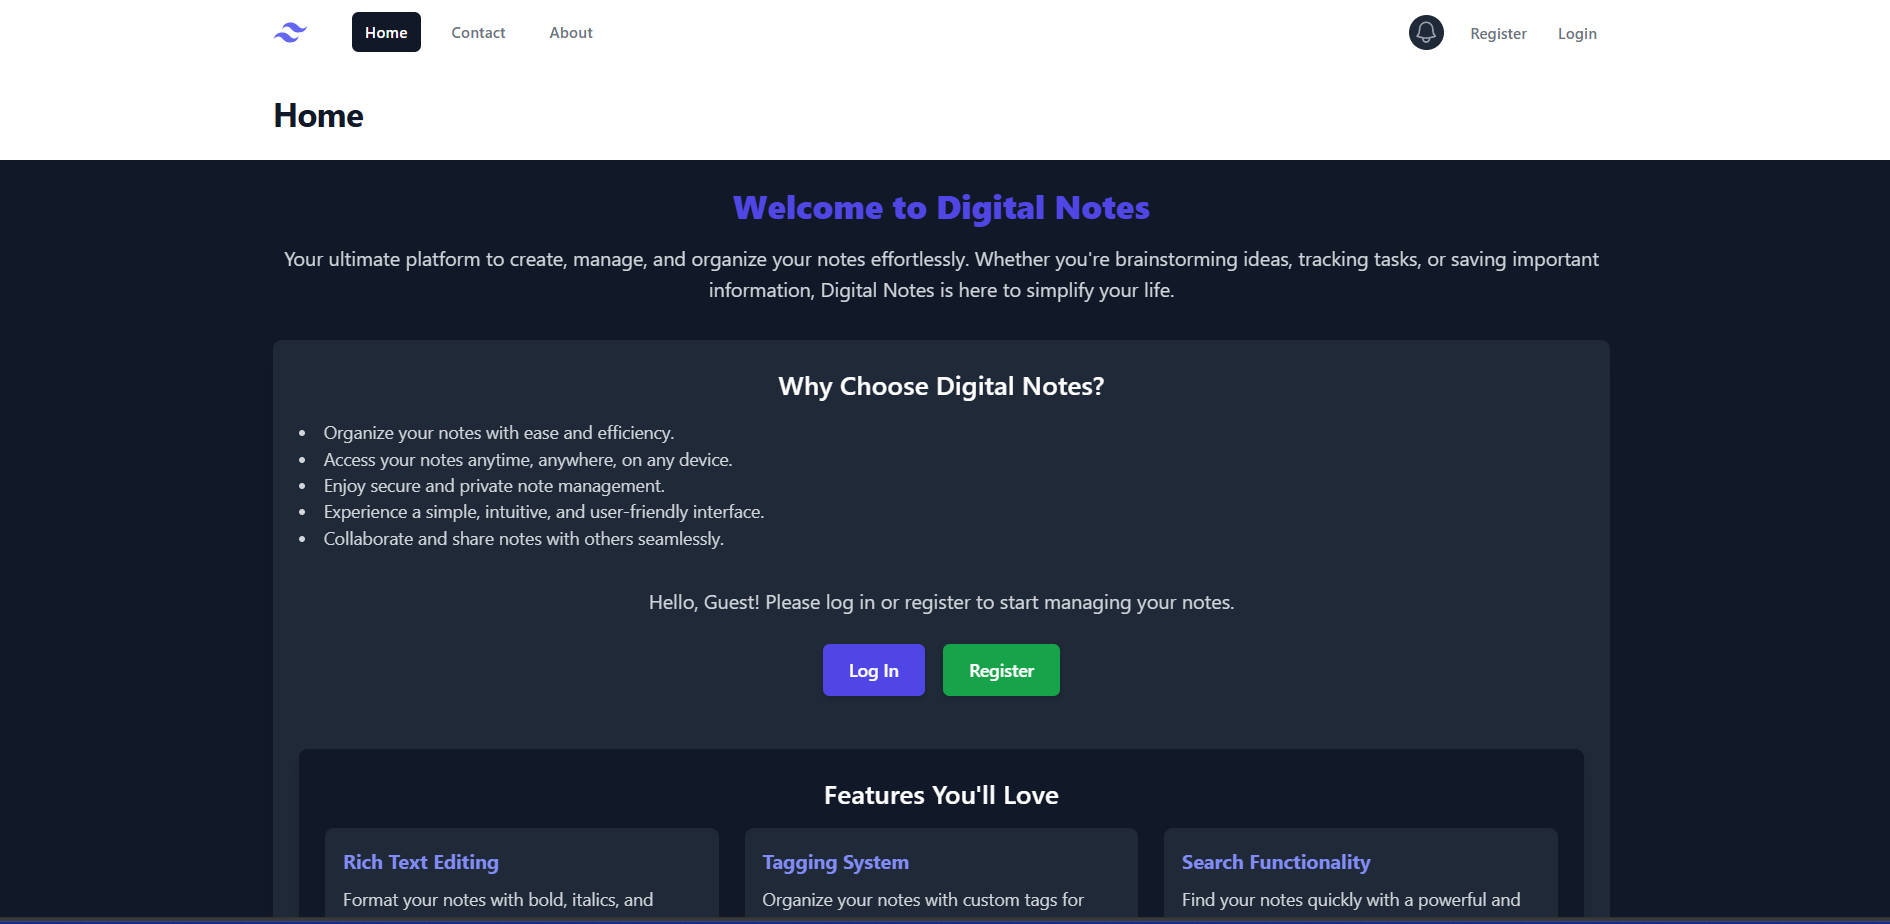 Home Contact About Register Login
Home
Welcome to Digital Notes
Your ultimate platform to create, manage, and organize your notes effortlessly. Whether you're brainstorming ideas, tracking tasks, or saving important
information, Digital Notes is here to simplify your life.
Why Choose Digital Notes?
• Organize your notes with ease and efficiency.
• Access your notes anytime, anywhere, on any device.
• Enjoy secure and private note management.
• Experience a simple, intuitive, and user-friendly interface.
• Collaborate and share notes with others seamlessly.
Hello, Guest! Please log in or register to start managing your notes.
Log In Register
Features You'll Love
Rich Text Editing
Format your notes with bold, italics, and
Tagging System
Organize your notes with custom tags for
Search Functionality
Find your notes quickly with a powerful and